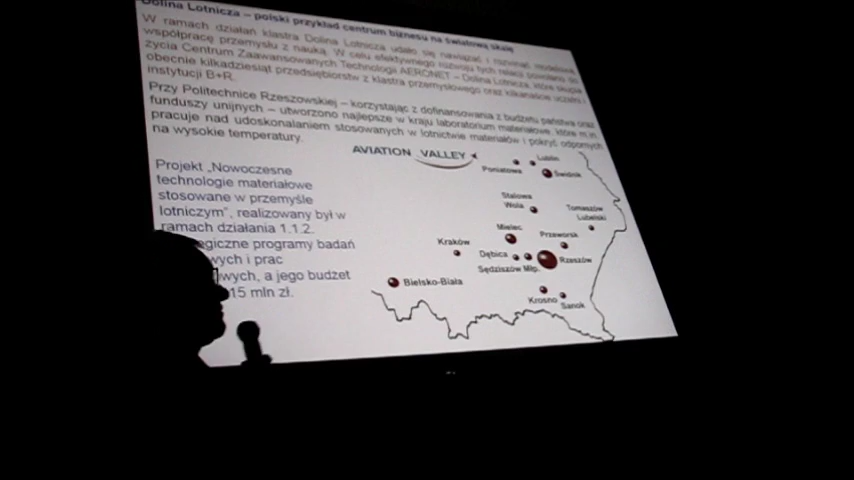 Dolina Lotnicza – polski przykład centrum biznesu na światową skalę
W ramach działań klastra Dolina Lotnicza udało się nawiązać i rozwinąć
współpracę przemysłu z nauką. W celu efektywnego rozwoju tych relacji powołano do
życia Centrum Zaawansowanych Technologii AERONET – Dolina Lotnicza, które skupia
obecnie kilkadziesiąt przedsiębiorstw z klastra przemysłowego oraz kilkanaście uczelni i
instytucji B+R.
Przy Politechnice Rzeszowskiej – korzystając z dofinansowania z budżetu państwa oraz
funduszy unijnych – utworzono najlepsze w kraju laboratorium materiałowe, które m.in.
pracuje nad udoskonalaniem stosowanych w lotnictwie materiałów i pokryć odpornych
na wysokie temperatury.
Projekt „Nowoczesne
technologie materiałowe
stosowane w przemyśle
lotniczym”, realizowany był w
ramach działania 1.1.2.
egiczne programy badań
wych i prac
wych, a jego budżet
15 mln zł.
AVIATION VALLEY
Lublin
Poniatowa
Świdnik
Stalowa
Wola
Tomaszów
Lubelski
Mielec
Przeworsk
Kraków
Dębica
Rzeszów
Sędziszów Młp.
Bielsko-Biała
Krosno
Sanok